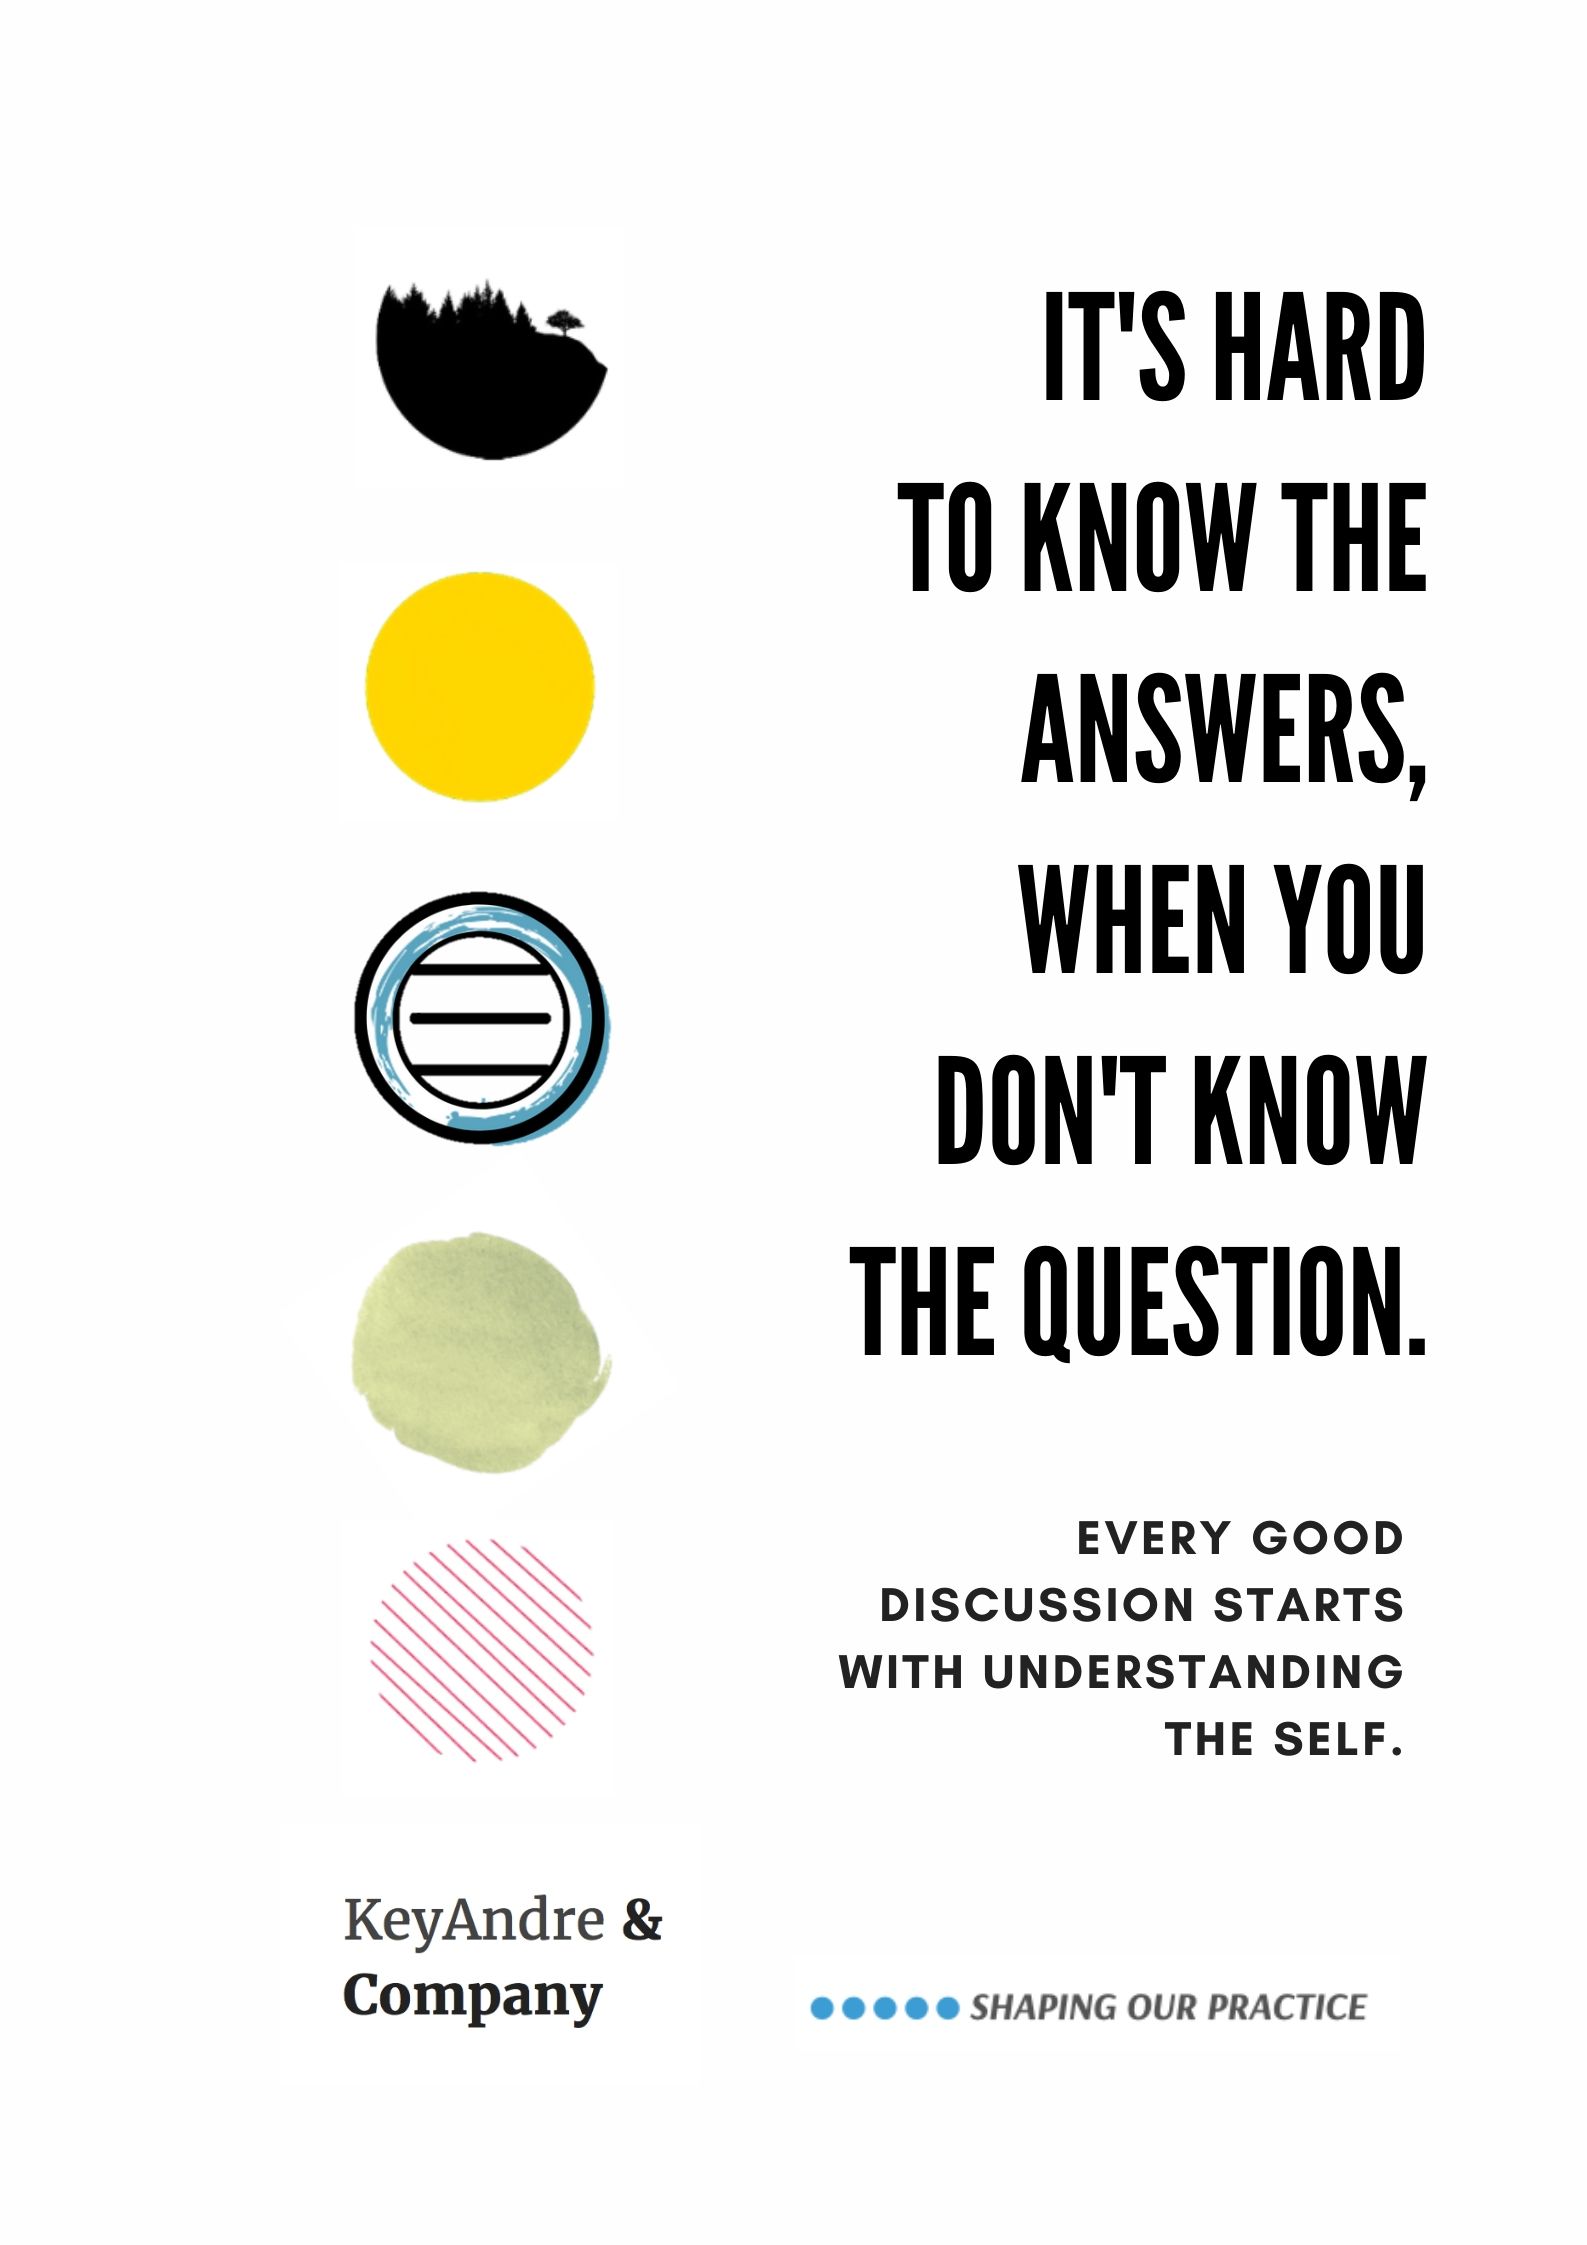 IT'S HARD
TO KNOW THE
ANSWERS,
WHEN YOU
DON'T KNOW
THE QUESTION.
EVERY GOOD
DISCUSSION STARTS
WITH UNDERSTANDING
THE SELF.
KeyAndre &
Company
SHAPING OUR PRACTICE